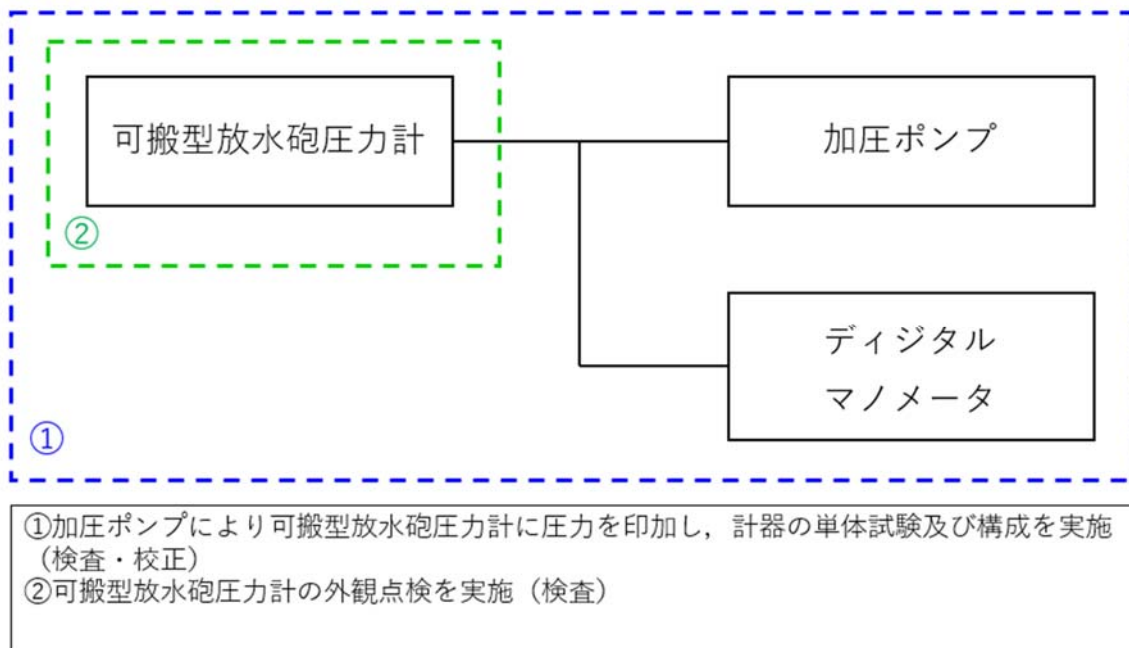 可搬型放水砲圧力計
加圧ポンプ
②
ディジタル
マノメータ
①
①加圧ポンプにより可搬型放水砲圧力計に圧力を印加し，計器の単体試験及び構成を実施
（検査・校正）
②可搬型放水砲圧力計の外観点検を実施（検査）